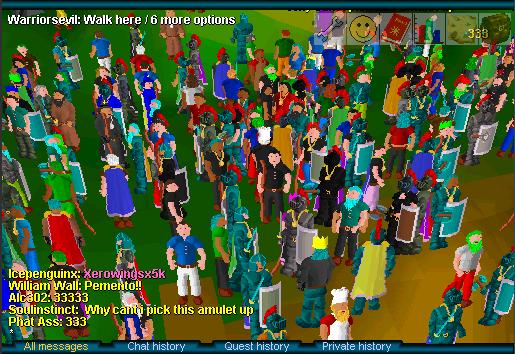 Warriorsevil: Walk here / 6 more options
333
Icepenguinx: Xerowingsx5k
William Wall: Pemento!!
Alc302: 33333
Soulinstinct: Why cant i pick this amulet up
Phat Ass: 333
*
All messages
Chat history
Quest history
Private history